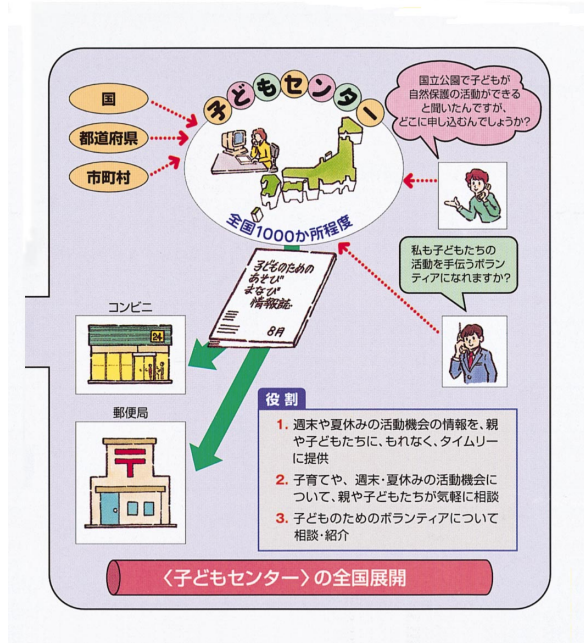 子どもセンター
国
都道府県
市町村
全国1000か所程度
国立公園で子どもが
自然保護の活動ができる
と聞いたんですが、
どこに申し込むんでしょうか?
私も子どもたちの
活動を手伝うボラン
ティアになれますか?
子どものための
あそび
まなび
情報誌
8月
コンビニ
24
郵便局
〒
役割
1. 週末や夏休みの活動機会の情報を、親
や子どもたちに、もれなく、タイムリー
に提供
2. 子育てや、週末・夏休みの活動機会に
ついて、親や子どもたちが気軽に相談
3. 子どものためのボランティアについて
相談・紹介
〈子どもセンター〉の全国展開